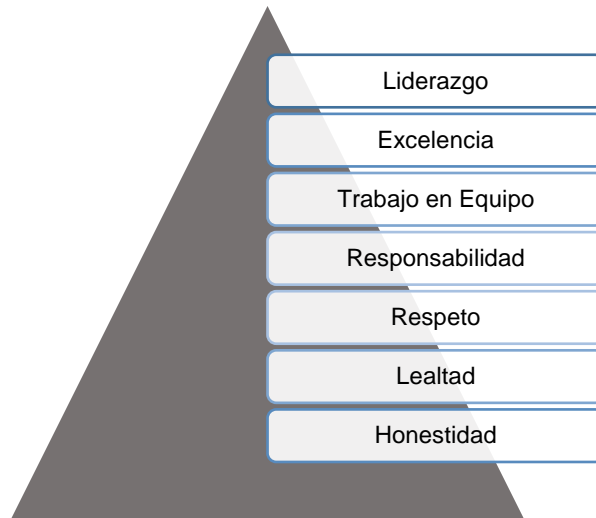 Liderazgo
Excelencia
Trabajo en Equipo
Responsabilidad
Respeto
Lealtad
Honestidad